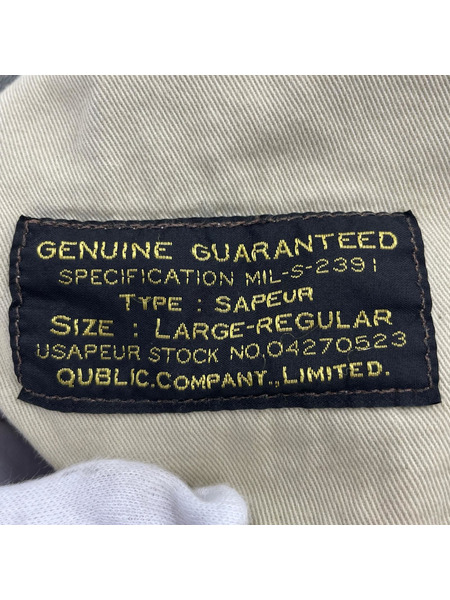 GENUINE GUARANTEED
SPECIFICATION MIL-S-2391
TYPE : SAPEUR
SIZE : LARGE-REGULAR
USAPEUR STOCK NO.04270523
QUBLIC.COMPANY.,LIMITED.